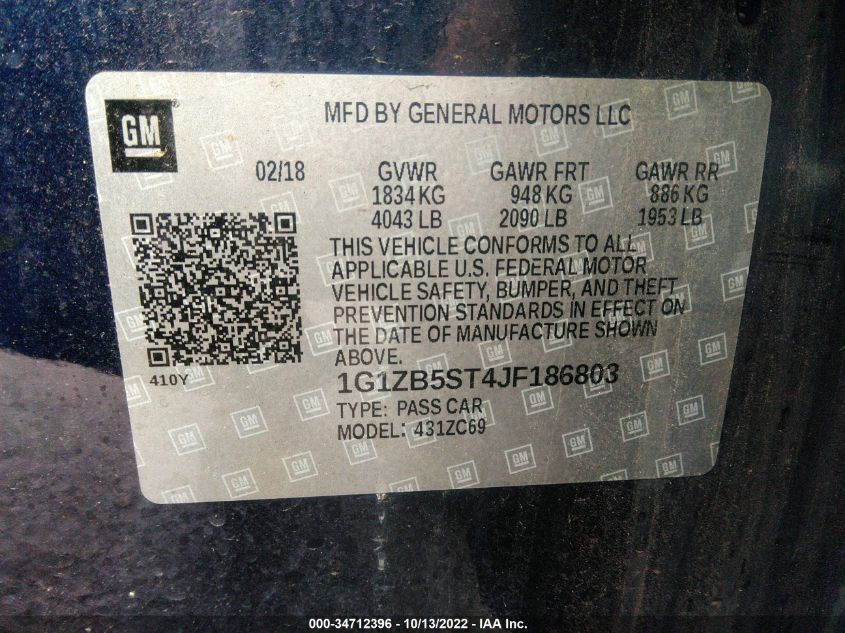 GM
MFD BY GENERAL MOTORS LLC
02/18 GVWR GAWR FRT GAWR RR
1834 KG 948 KG 886 KG
4043 LB 2090 LB 1953 LB
THIS VEHICLE CONFORMS TO ALL
APPLICABLE U.S. FEDERAL MOTOR
VEHICLE SAFETY, BUMPER, AND THEFT
PREVENTION STANDARDS IN EFFECT ON
THE DATE OF MANUFACTURE SHOWN
ABOVE.
410Y
1G1ZB5ST4JF186803
TYPE: PASS CAR
MODEL: 431ZC69
000-34712396 - 10/13/2022 - IAA Inc.